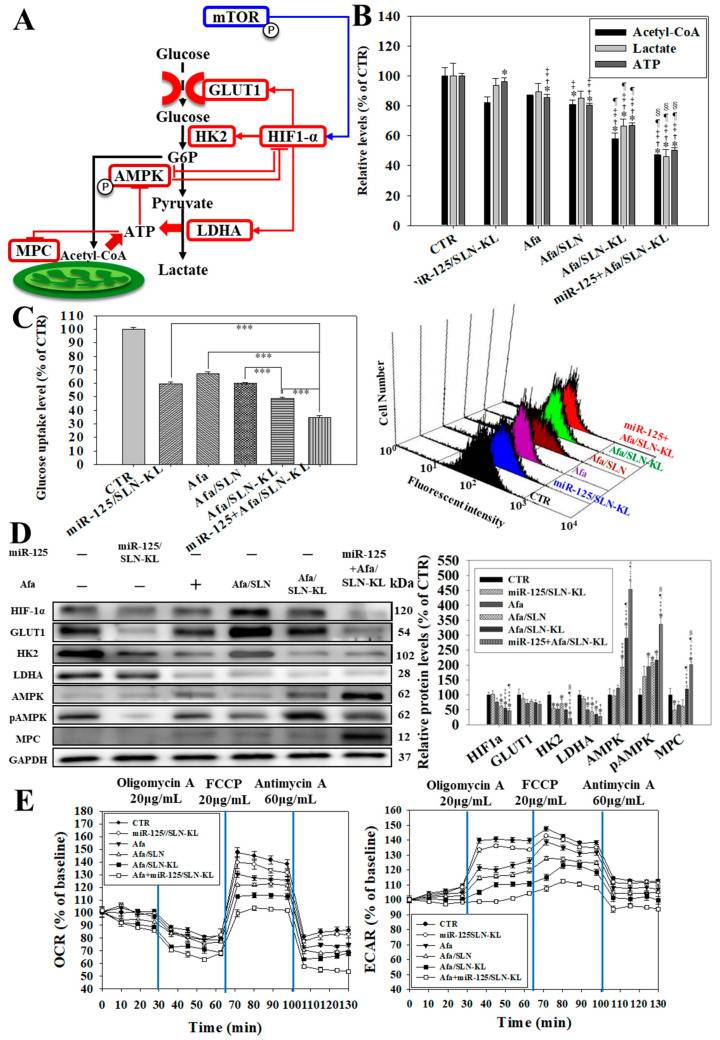 A
mTOR
P
Glucose
GLUT1
Glucose
HK2
HIF1-α
G6P
AMPK
P
Pyruvate
ATP
LDHA
MPC
Acetyl-CoA
Lactate
B
Relative levels (% of CTR)
140
120
100
80
60
40
20
0
Acetyl-CoA
Lactate
ATP
CTR
miR-125/SLN-KL
Afa
Afa/SLN
Afa/SLN-KL
miR-125+Afa/SLN-KL
C
Glucose uptake level (% of CTR)
110
100
90
80
70
60
50
40
30
20
10
0
***
***
***
***
CTR
miR-125/SLN-KL
Afa
Afa/SLN
Afa/SLN-KL
miR-125+Afa/SLN-KL
Cell Number
10^0
10^1
10^2
10^3
10^4
Fluorescent intensity
CTR
miR-125/SLN-KL
Afa
Afa/SLN
Afa/SLN-KL
miR-125+
Afa/SLN-KL
D
miR-125 – miR-125/SLN-KL – – – miR-125+Afa/SLN-KL
Afa – – + Afa/SLN Afa/SLN-KL kDa
HIF-1α 120
GLUT1 54
HK2 102
LDHA 28
AMPK 62
pAMPK 62
MPC 12
GAPDH 37
Relative protein levels (% of CTR)
550
500
450
400
350
300
250
200
150
100
50
0
CTR
miR-125/SLN-KL
Afa
Afa/SLN
Afa/SLN-KL
miR-125+Afa/SLN-KL
HIF1a
GLUT1
HK2
LDHA
AMPK
pAMPK
MPC
E
Oligomycin A
20μg/mL
FCCP
20μg/mL
Antimycin A
60μg/mL
OCR (% of baseline)
180
170
160
150
140
130
120
110
100
90
80
70
60
50
40
CTR
miR-125//SLN-KL
Afa
Afa/SLN
Afa/SLN-KL
Afa+miR-125/SLN-KL
0 10 20 30 40 50 60 70 80 90 100 110 120 130
Time (min)
Oligomycin A
20μg/mL
FCCP
20μg/mL
Antimycin A
60μg/mL
ECAR (% of baseline)
160
150
140
130
120
110
100
90
80
70
60
50
40
CTR
miR-125SLN-KL
Afa
Afa/SLN
Afa/SLN-KL
Afa+miR-125/SLN-KL
0 10 20 30 40 50 60 70 80 90 100 110 120 130
Time (min)